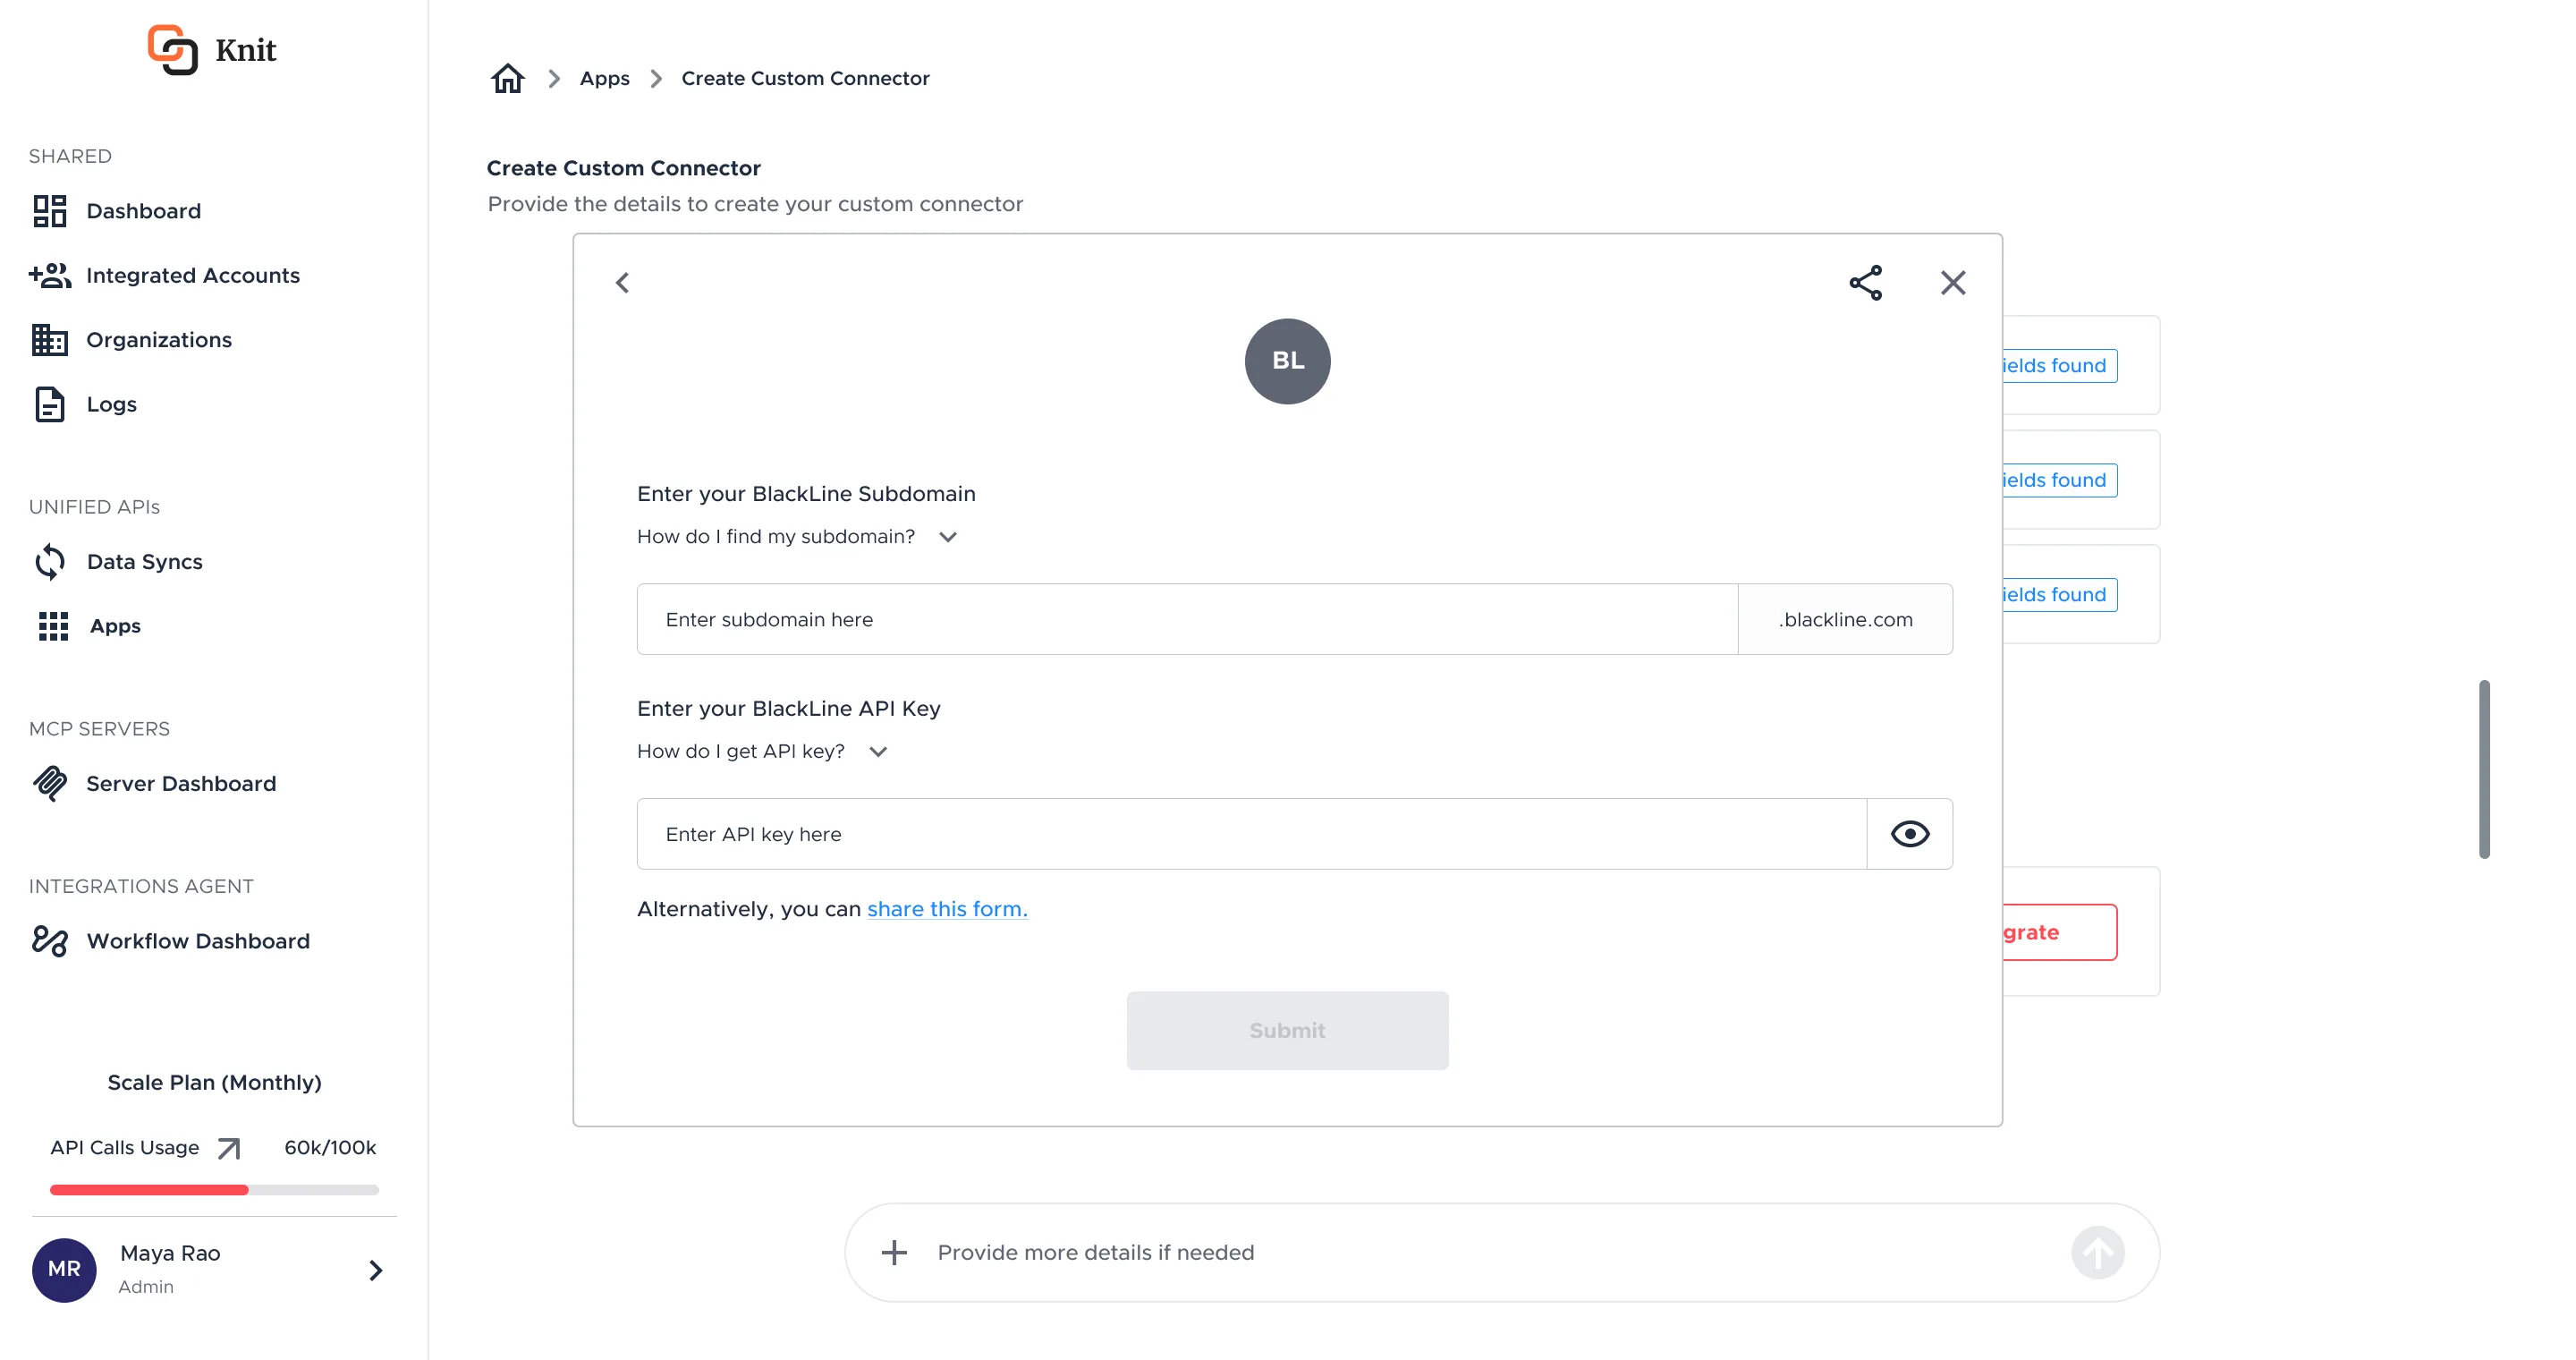 Knit
SHARED
Dashboard
Integrated Accounts
Organizations
Logs
UNIFIED APIs
Data Syncs
Apps
MCP SERVERS
Server Dashboard
INTEGRATIONS AGENT
Workflow Dashboard
Scale Plan (Monthly)
API Calls Usage 60k/100k
MR
Maya Rao
Admin
Apps
Create Custom Connector
Create Custom Connector
Provide the details to create your custom connector
BL
Enter your BlackLine Subdomain
How do I find my subdomain?
Enter subdomain here
.blackline.com
Enter your BlackLine API Key
How do I get API key?
Enter API key here
Alternatively, you can share this form.
Submit
ields found
ields found
ields found
grate
Provide more details if needed